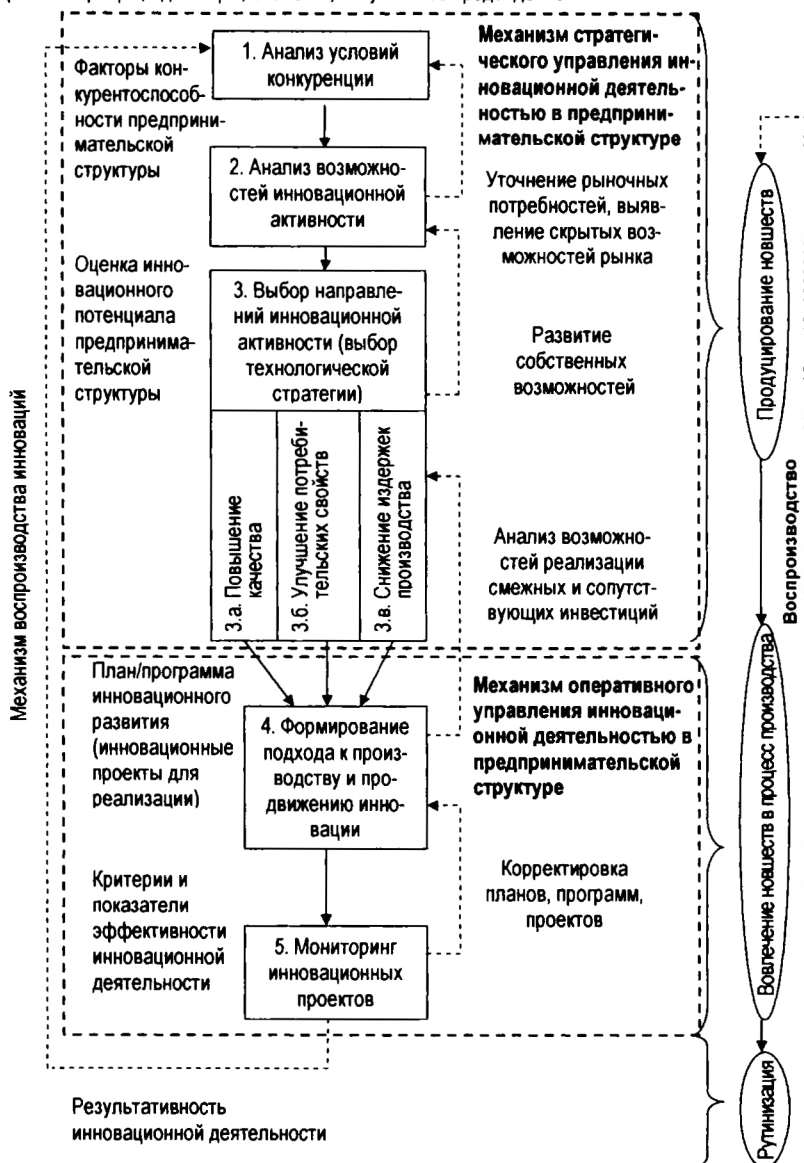 1. Анализ условий
конкуренции
Механизм стратеги-
ческого управления ин-
новационной деятель-
ностью в предприни-
мательской структуре
Факторы кон-
курентоспособ-
ности предприни-
мательской
структуры
2. Анализ возможно-
стей инновационной
активности
Уточнение рыночных
потребностей, выяв-
ление скрытых воз-
можностей рынка
Оценка инно-
вационного
потенциала
предпринима-
тельской
структуры
3. Выбор направле-
ний инновационной
активности (выбор
технологической
стратегии)
Развитие
собственных
возможностей
3.а. Повышение
качества
3.б. Улучшение потреби-
тельских свойств
3.в. Снижение издержек
производства
Анализ возможно-
стей реализации
смежных и сопутст-
вующих инвестиций
План/программа
инновационного
развития
(инновационные
проекты для
реализации)
4. Формирование
подхода к произ-
водству и про-
движению инно-
вации
Механизм оперативного
управления инноваци-
онной деятельностью в
предпринимательской
структуре
Критерии и
показатели
эффективности
инновационной
деятельности
5. Мониторинг
инновационных
проектов
Корректировка
планов, программ,
проектов
Результативность
инновационной деятельности
Механизм воспроизводства инноваций
Продуцирование новшеств
Вовлечение новшеств в процесс производства
Рутинизация
Воспроизводство